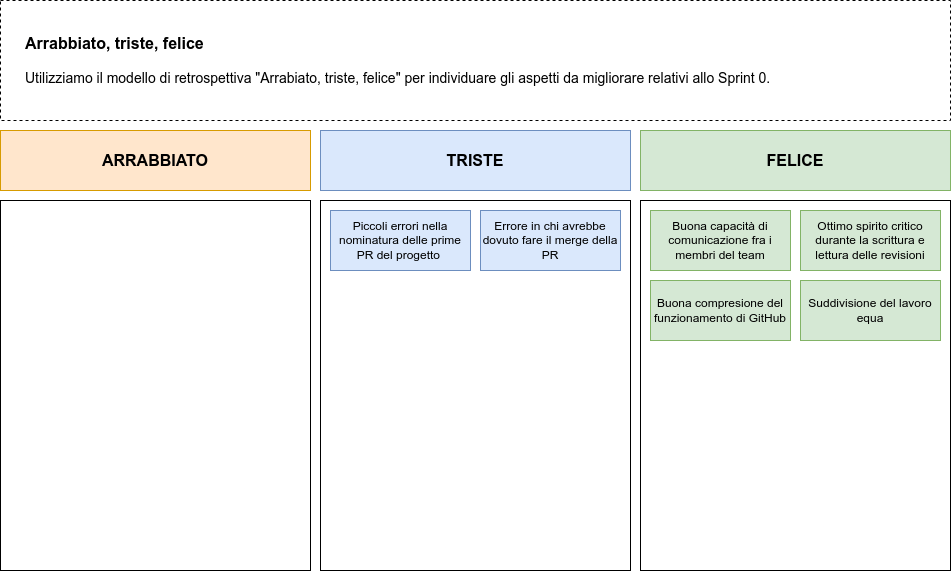 Arrabbiato, triste, felice
Utilizziamo il modello di retrospettiva "Arrabiato, triste, felice" per individuare gli aspetti da migliorare relativi allo Sprint 0.
ARRABBIATO
TRISTE
FELICE
Piccoli errori nella
nominatura delle prime
PR del progetto
Errore in chi avrebbe
dovuto fare il merge della
PR
Buona capacità di
comunicazione fra i
membri del team
Ottimo spirito critico
durante la scrittura e
lettura delle revisioni
Buona compresione del
funzionamento di GitHub
Suddivisione del lavoro
equa